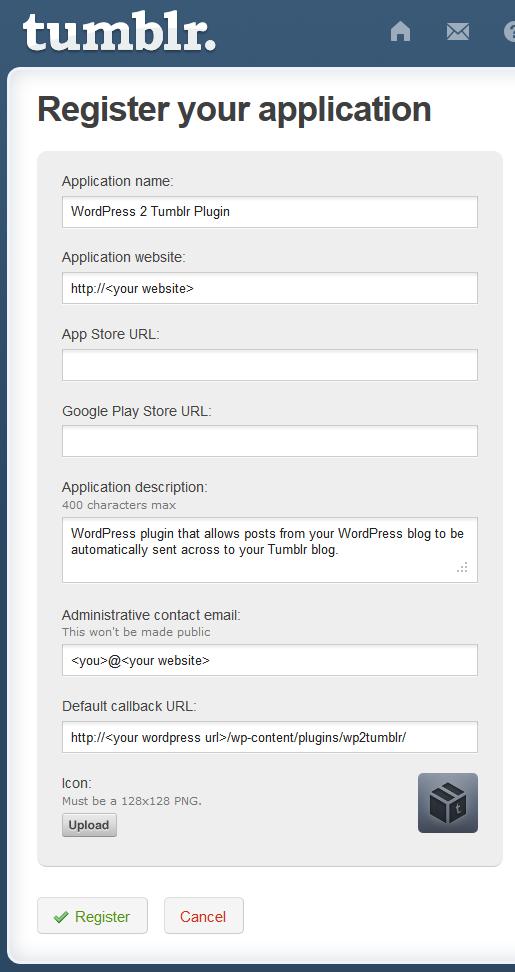 tumblr.
Register your application
Application name:
WordPress 2 Tumblr Plugin
Application website:
http://<your website>
App Store URL:
Google Play Store URL:
Application description:
400 characters max
WordPress plugin that allows posts from your WordPress blog to be
automatically sent across to your Tumblr blog.
Administrative contact email:
This won't be made public
<you>@<your website>
Default callback URL:
http://<your wordpress url>/wp-content/plugins/wp2tumblr/
Icon:
Must be a 128x128 PNG.
Upload
t
Register
Cancel